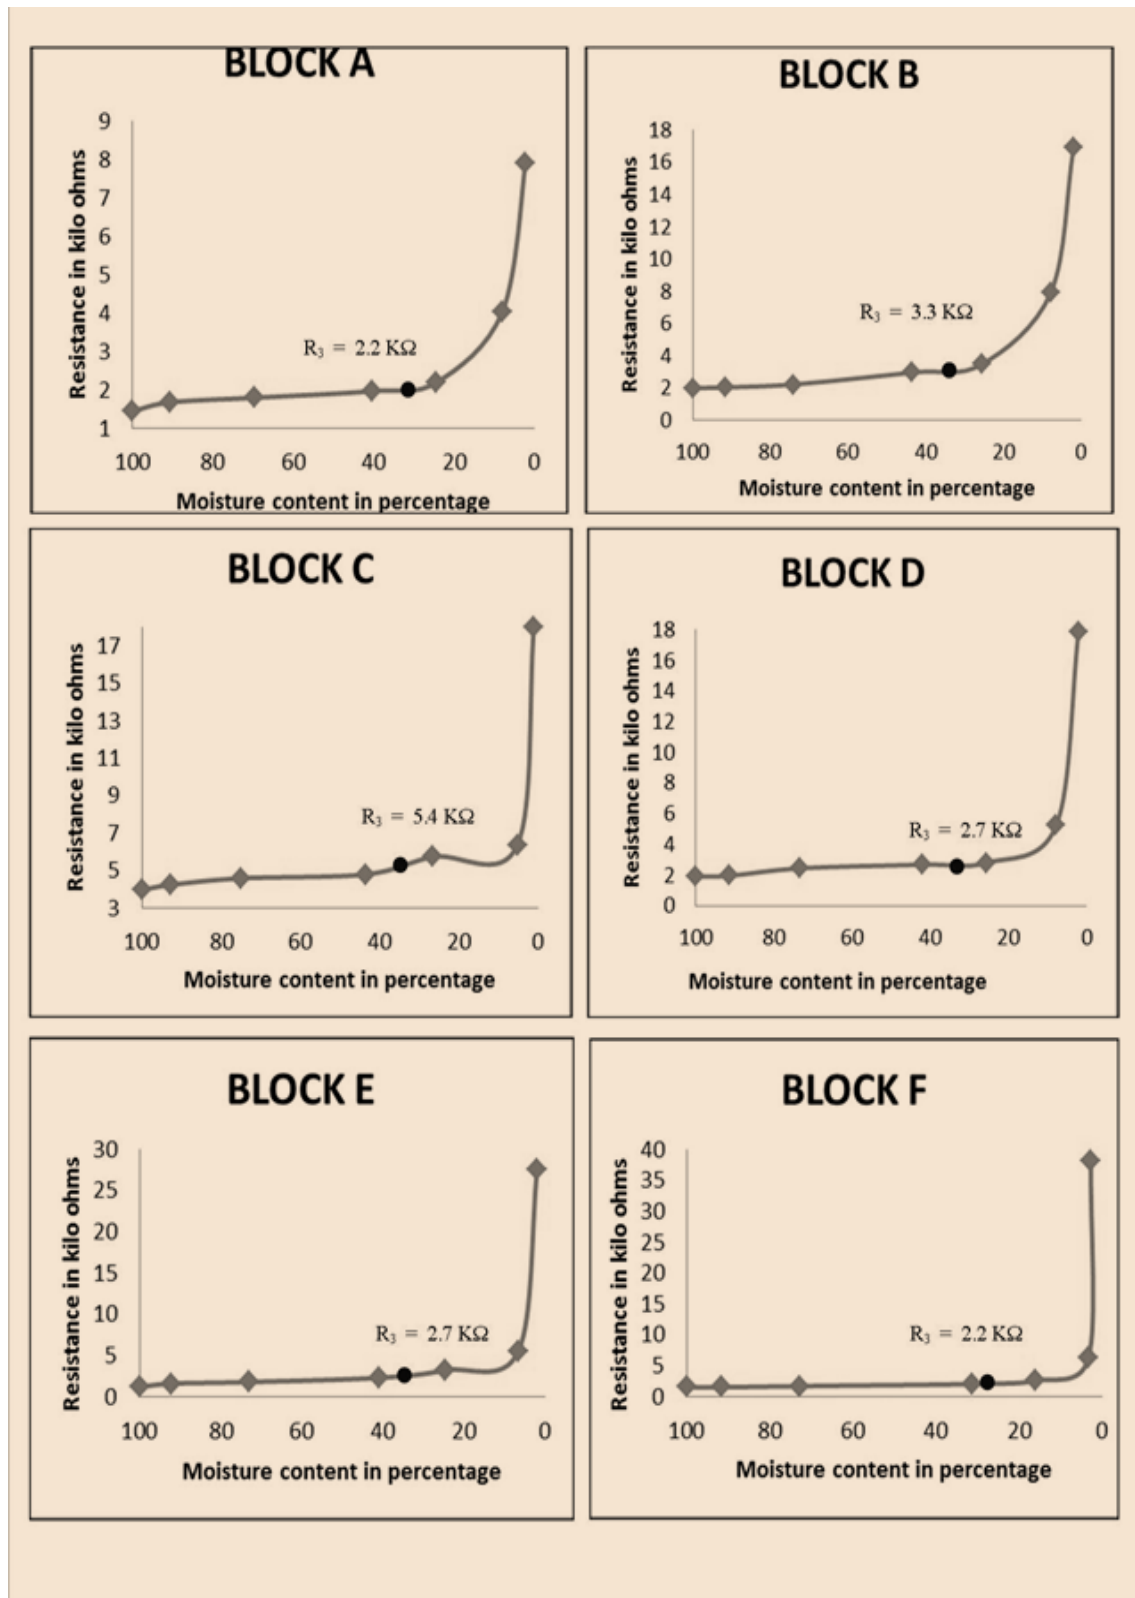 BLOCK A
Resistance in kilo ohms
9
8
7
6
5
4
3
2
1
R₃ = 2.2 KΩ
100 80 60 40 20 0
Moisture content in percentage
BLOCK B
Resistance in kilo ohms
18
16
14
12
10
8
6
4
2
0
R₃ = 3.3 KΩ
100 80 60 40 20 0
Moisture content in percentage
BLOCK C
Resistance in kilo ohms
17
15
13
11
9
7
5
3
R₃ = 5.4 KΩ
100 80 60 40 20 0
Moisture content in percentage
BLOCK D
Resistance in kilo ohms
18
16
14
12
10
8
6
4
2
0
R₃ = 2.7 KΩ
100 80 60 40 20 0
Moisture content in percentage
BLOCK E
Resistance in kilo ohms
30
25
20
15
10
5
0
R₃ = 2.7 KΩ
100 80 60 40 20 0
Moisture content in percentage
BLOCK F
Resistance in kilo ohms
40
35
30
25
20
15
10
5
0
R₃ = 2.2 KΩ
100 80 60 40 20 0
Moisture content in percentage